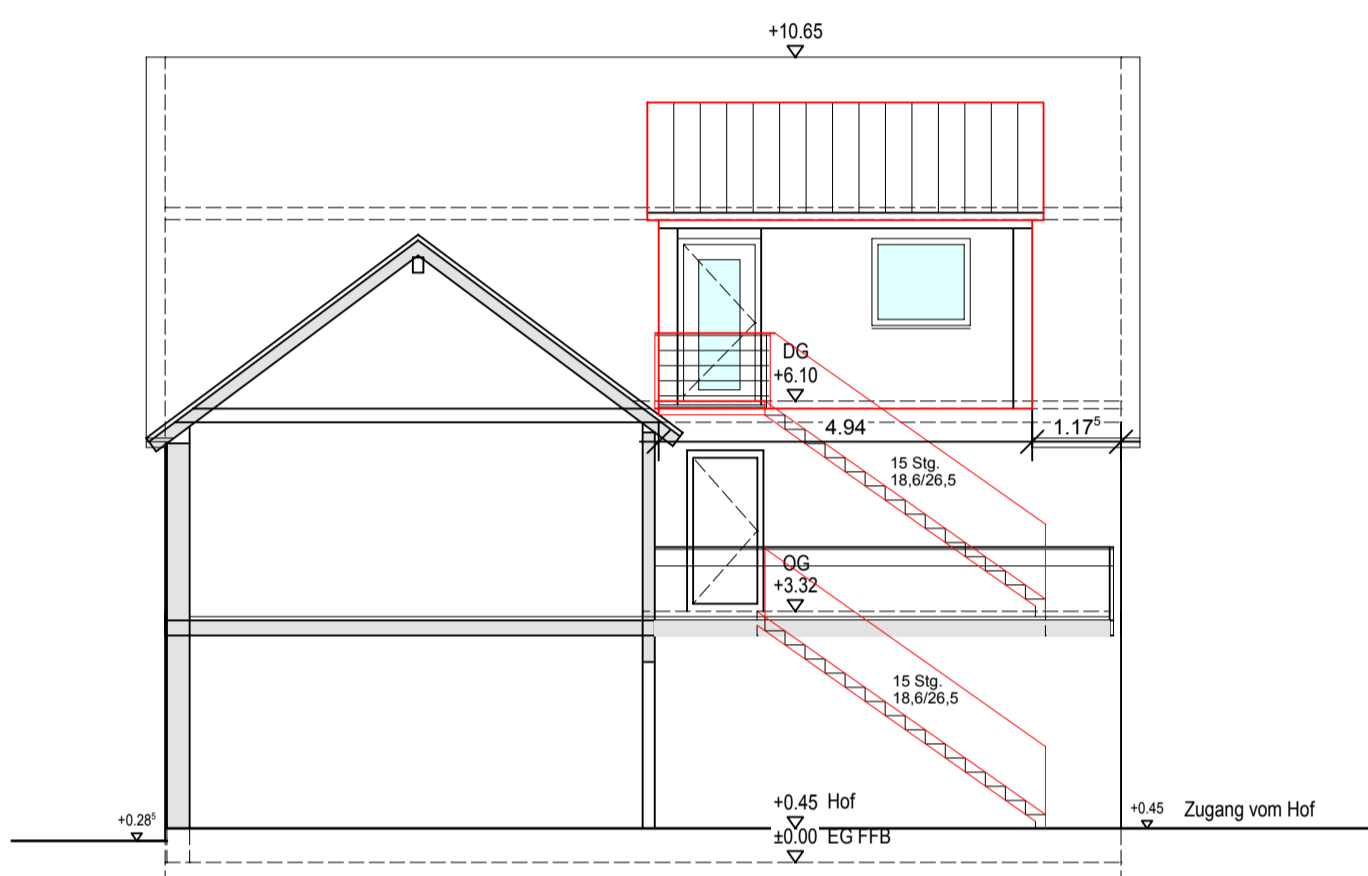 +10.65
DG
+6.10
4.94
1.17⁵
15 Stg.
18,6/26,5
OG
+3.32
15 Stg.
18,6/26,5
+0.45 Hof
+0.45 Zugang vom Hof
+0.28⁵
±0.00 EG FFB